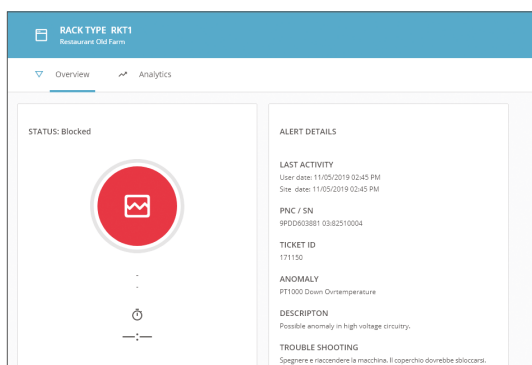 RACK TYPE RKT1
Restaurant Old Farm
Overview
Analytics
STATUS: Blocked
-
-
—:—
ALERT DETAILS
LAST ACTIVITY
User date: 11/05/2019 02:45 PM
Site date: 11/05/2019 02:45 PM
PNC / SN
9PDD603881 03:82510004
TICKET ID
171150
ANOMALY
PT1000 Down Ovrtemperature
DESCRIPTON
Possible anomaly in high voltage circuitry.
TROUBLE SHOOTING
Spegnere e riaccendere la macchina. Il coperchio dovrebbe sbloccarsi.